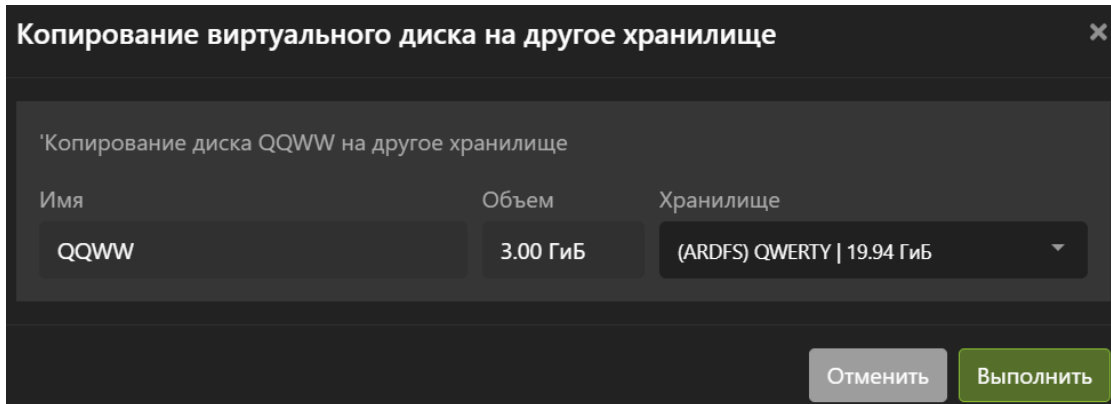 Копирование виртуального диска на другое хранилище
'Копирование диска QQWW на другое хранилище
Имя Объем Хранилище
QQWW 3.00 ГиБ (ARDFS) QWERTY | 19.94 ГиБ
Отменить Выполнить